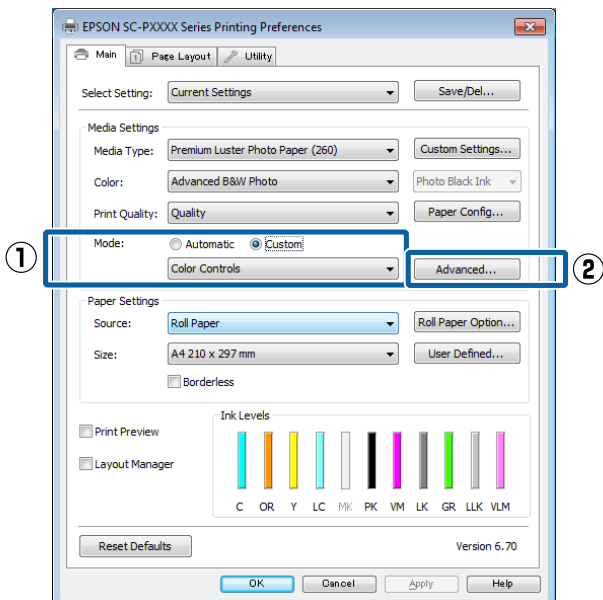 EPSON SC-PXXXX Series Printing Preferences
Main Page Layout Utility
Select Setting: Current Settings Save/Del...
Media Settings
Media Type: Premium Luster Photo Paper (260) Custom Settings...
Color: Advanced B&W Photo Photo Black Ink
Print Quality: Quality Paper Config...
Mode: Automatic Custom
1 Color Controls Advanced... 2
Paper Settings
Source: Roll Paper Roll Paper Option...
Size: A4 210 x 297 mm User Defined...
Borderless
Ink Levels
Print Preview
Layout Manager
C OR Y LC MK PK VM LK GR LLK VLM
Reset Defaults Version 6.70
OK Cancel Apply Help